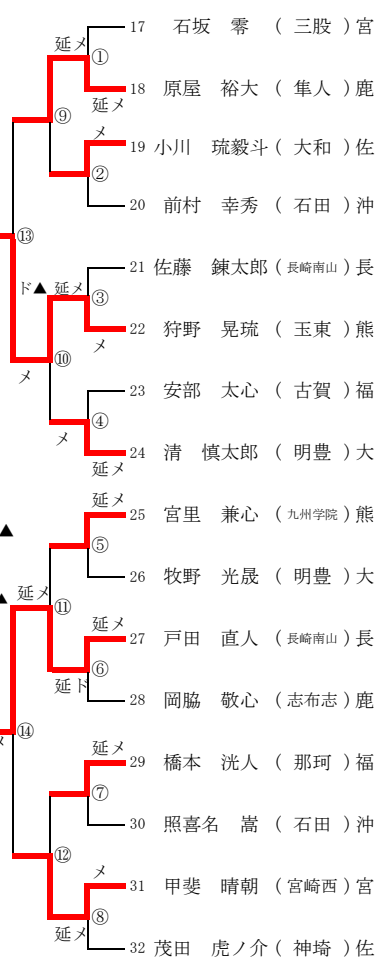 17 石坂 零 ( 三股 ) 宮
延メ
①
延メ
18 原屋 裕大 ( 隼人 ) 鹿
⑨
メ
19 小川 琉毅斗 ( 大和 ) 佐
②
20 前村 幸秀 ( 石田 ) 沖
⑬
21 佐藤 錬太郎 ( 長崎南山 ) 長
ド▲ 延メ
③
22 狩野 晃琉 ( 玉東 ) 熊
メ
⑩
メ
23 安部 太心 ( 古賀 ) 福
④
メ
24 清 慎太郎 ( 明豊 ) 大
延メ
延メ
25 宮里 兼心 ( 九州学院 ) 熊
▲
⑤
26 牧野 光晟 ( 明豊 ) 大
▲
延メ
⑪
延メ
27 戸田 直人 ( 長崎南山 ) 長
⑥
延ド
28 岡脇 敬心 ( 志布志 ) 鹿
⑭
メ
延メ
29 橋本 洸人 ( 那珂 ) 福
⑦
30 照喜名 嵩 ( 石田 ) 沖
⑫
メ
31 甲斐 晴朝 ( 宮崎西 ) 宮
⑧
延メ
32 茂田 虎ノ介 ( 神埼 ) 佐